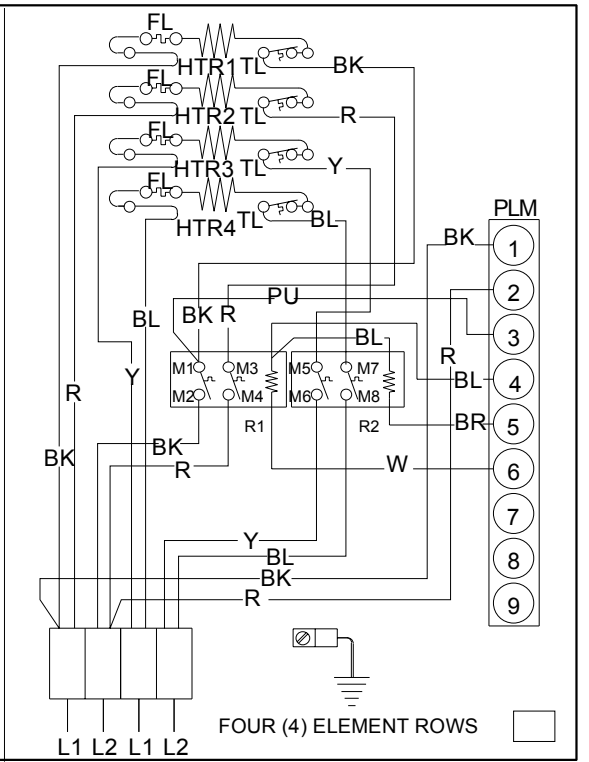 FL
HTR1 TL BK
FL
HTR2 TL R
FL
HTR3 TL Y
FL
HTR4 TL BL
PLM
BK 1
2
PU
BK R
BL
3
BL
R
M1 M3 M5 M7
Y
R
BL 4
M2 M4 M6 M8
R1 R2
BR 5
BK
R
BK
W 6
7
Y
BL
8
BK
R
9
FOUR (4) ELEMENT ROWS
L1 L2 L1 L2